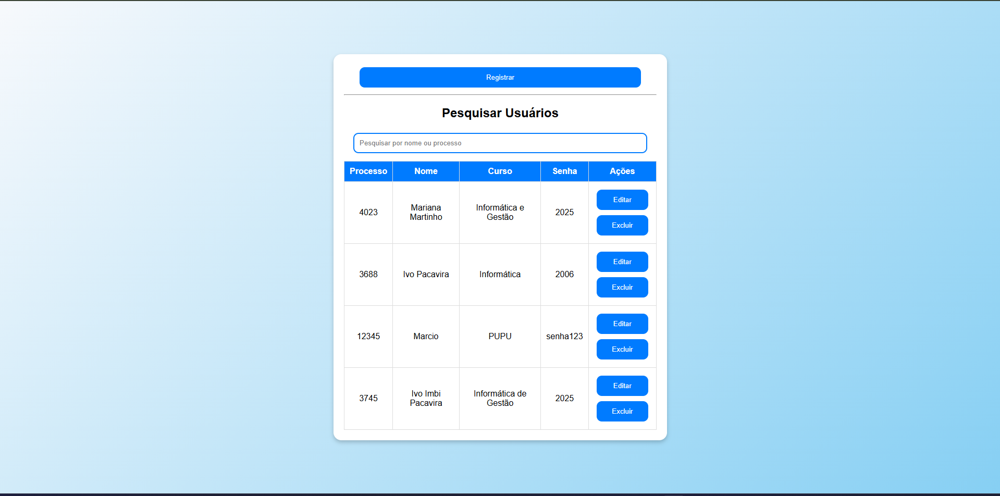 Registrar
Pesquisar Usuários
Pesquisar por nome ou processo
Processo Nome Curso Senha Ações
4023 Mariana Martinho Informática e Gestão 2025 Editar Excluir
3688 Ivo Pacavira Informática 2006 Editar Excluir
12345 Marcio PUPU senha123 Editar Excluir
3745 Ivo Imbi Pacavira Informática de Gestão 2025 Editar Excluir